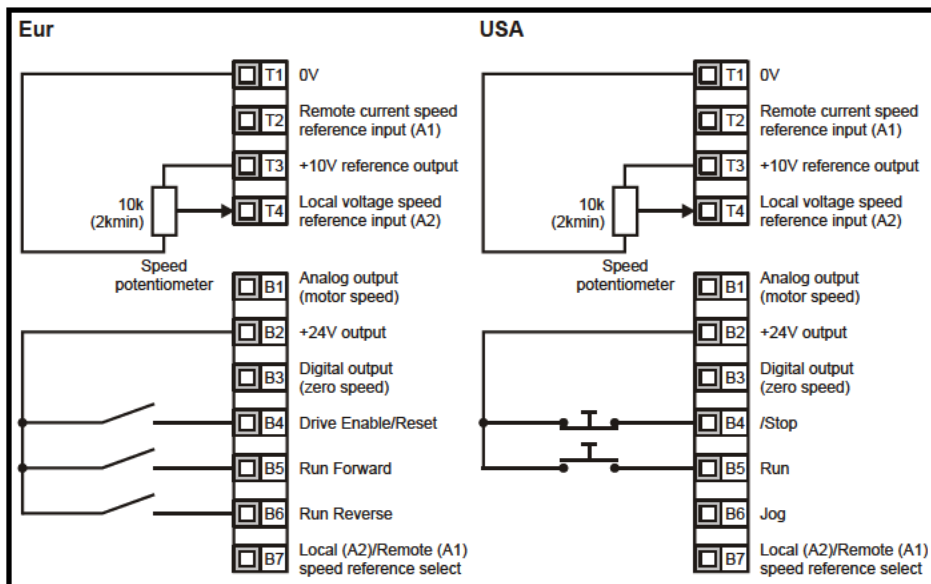 Eur
T1 0V
T2 Remote current speed
reference input (A1)
T3 +10V reference output
10k
(2kmin)
T4 Local voltage speed
reference input (A2)
Speed
potentiometer
B1 Analog output
(motor speed)
B2 +24V output
B3 Digital output
(zero speed)
B4 Drive Enable/Reset
B5 Run Forward
B6 Run Reverse
B7 Local (A2)/Remote (A1)
speed reference select
USA
T1 0V
T2 Remote current speed
reference input (A1)
T3 +10V reference output
10k
(2kmin)
T4 Local voltage speed
reference input (A2)
Speed
potentiometer
B1 Analog output
(motor speed)
B2 +24V output
B3 Digital output
(zero speed)
B4 /Stop
B5 Run
B6 Jog
B7 Local (A2)/Remote (A1)
speed reference select